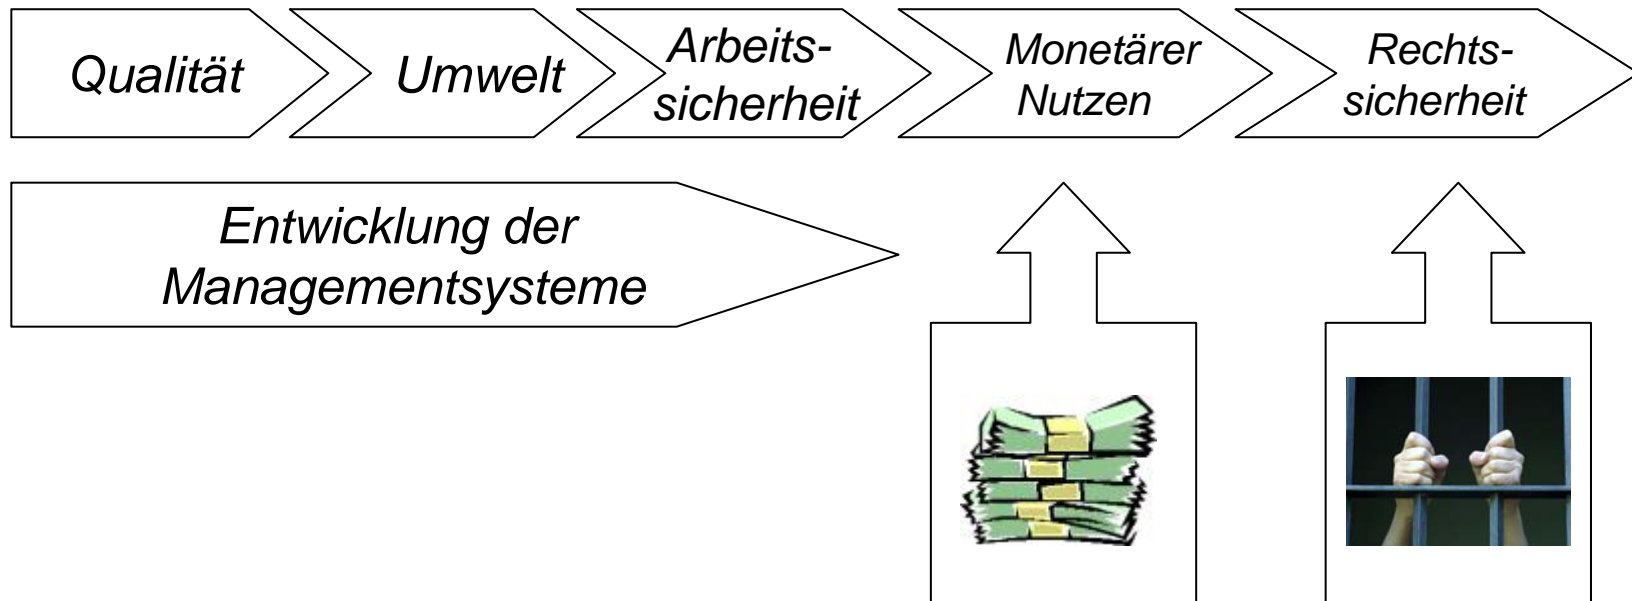 Qualität
Umwelt
Arbeits-
sicherheit
Monetärer
Nutzen
Rechts-
sicherheit
Entwicklung der
Managementsysteme